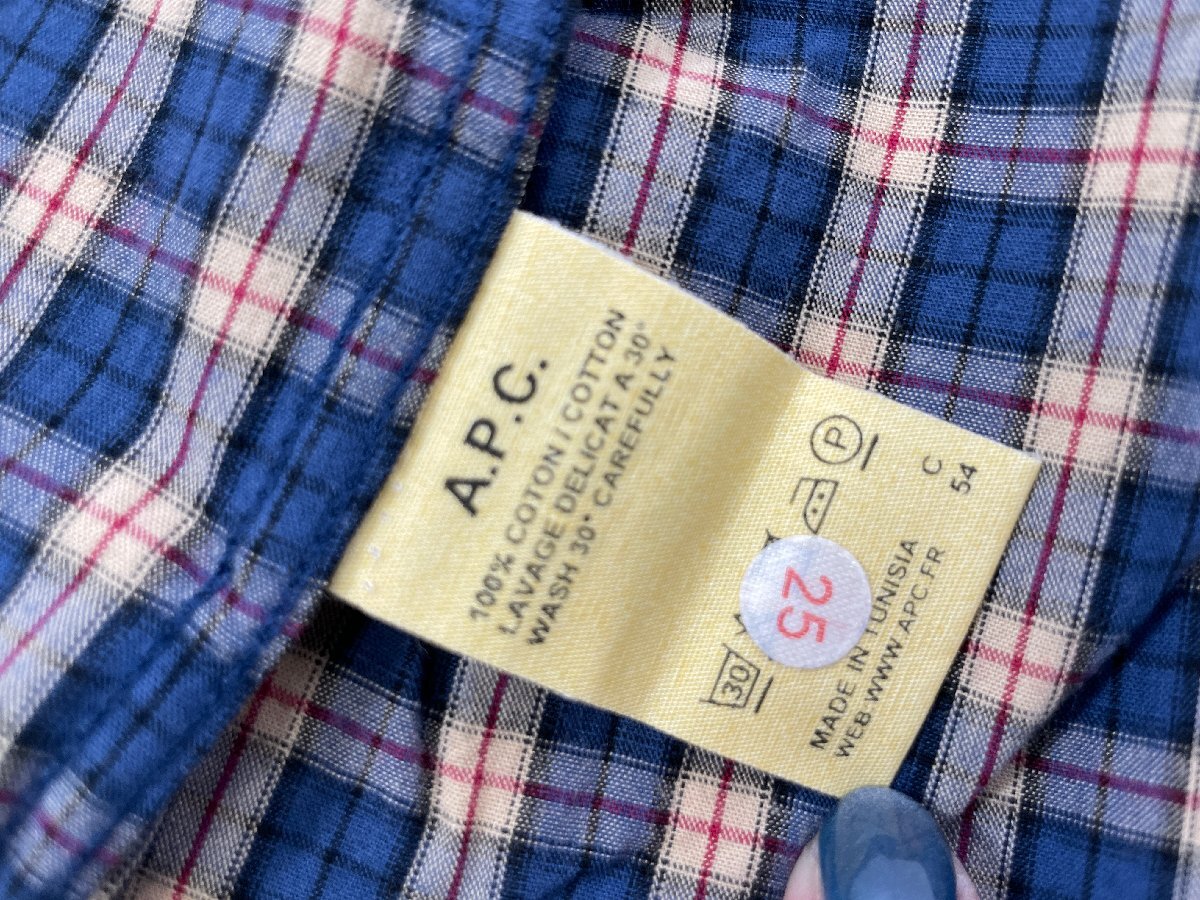 A.P.C.
100% COTON / COTTON
LAVAGE DELICAT A 30°
WASH 30° CAREFULLY
P
30
25
C
54
MADE IN TUNISIA
WEB·WWW.APC.FR